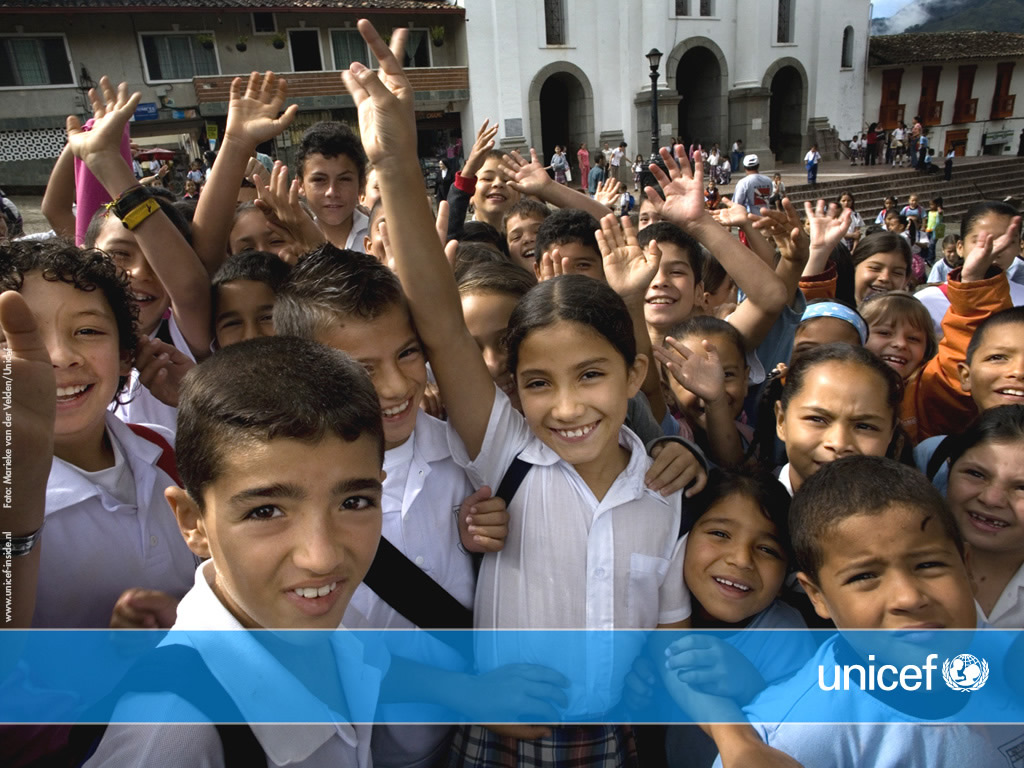 Foto: Marieke van der Velden/ Unicef
www.unicef-inside.nl
unicef